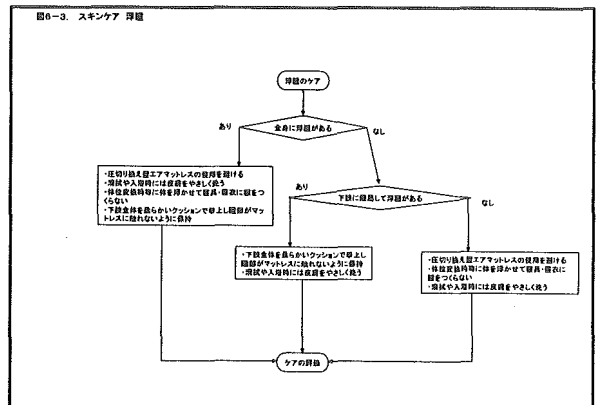 図6-3. スキンケア 浮腫
浮腫のケア
全身に浮腫がある
あり
なし
・圧切り換え型エアマットレスの使用を避ける
・清拭や入浴時には皮膚をやさしく洗う
・体位変換時等に体を浮かせて寝具・寝衣に皺をつ
くらない
・下肢全体を柔らかいクッションで挙上し踵部がマッ
トレスに触れないように保持
下肢に限局して浮腫がある
あり
なし
・下肢全体を柔らかいクッションで挙上し
踵部がマットレスに触れないように保持
・清拭や入浴時には皮膚をやさしく洗う
・圧切り換え型エアマットレスの使用を避ける
・体位変換時等に体を浮かせて寝具・寝衣に
皺をつくらない
・清拭や入浴時には皮膚をやさしく洗う
ケアの評価